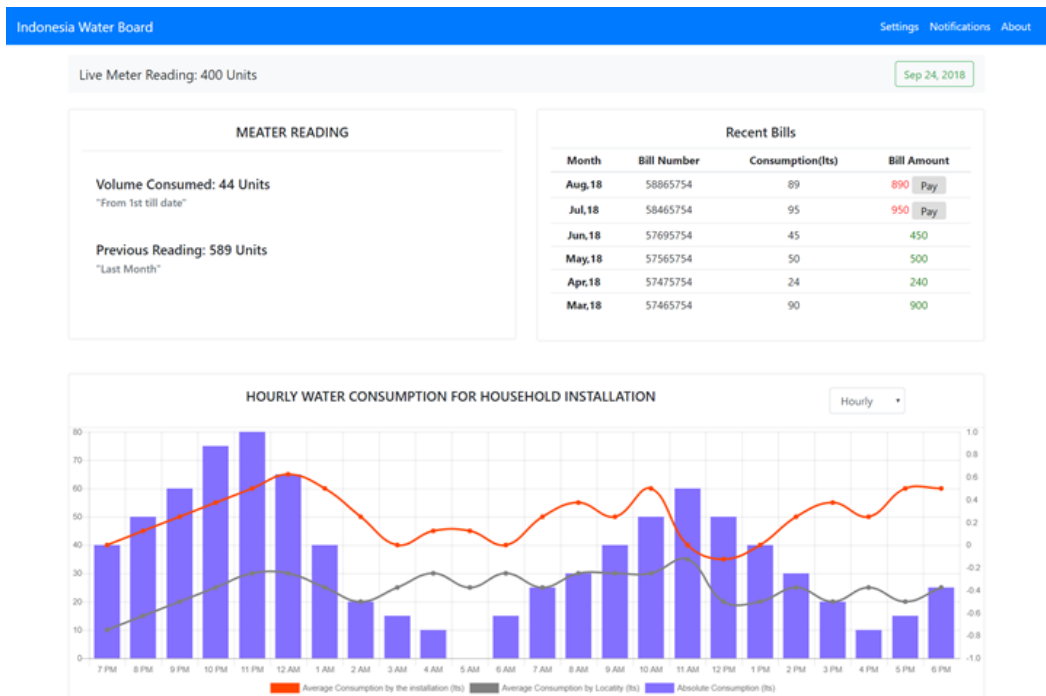 Indonesia Water Board Settings Notifications About
Live Meter Reading: 400 Units Sep 24, 2018
MEATER READING
Volume Consumed: 44 Units
"From 1st till date"
Previous Reading: 589 Units
"Last Month"
Recent Bills
Month Bill Number Consumption(lts) Bill Amount
Aug,18 58865754 89 890 Pay
Jul,18 58465754 95 950 Pay
Jun,18 57695754 45 450
May,18 57565754 50 500
Apr,18 57475754 24 240
Mar,18 57465754 90 900
HOURLY WATER CONSUMPTION FOR HOUSEHOLD INSTALLATION Hourly
80 1.0
0.8
70
0.6
60
0.4
50
0.2
40 0
30
-0.2
-0.4
20
-0.6
10
-0.8
0 -1.0
7 PM 8 PM 9 PM 10 PM 11 PM 12 AM 1 AM 2 AM 3 AM 4 AM 5 AM 6 AM 7 AM 8 AM 9 AM 10 AM 11 AM 12 PM 1 PM 2 PM 3 PM 4 PM 5 PM 6 PM
Average Consumption by the installation (lts) Average Consumption by Locatity (lts) Absolute Consumption (lts)